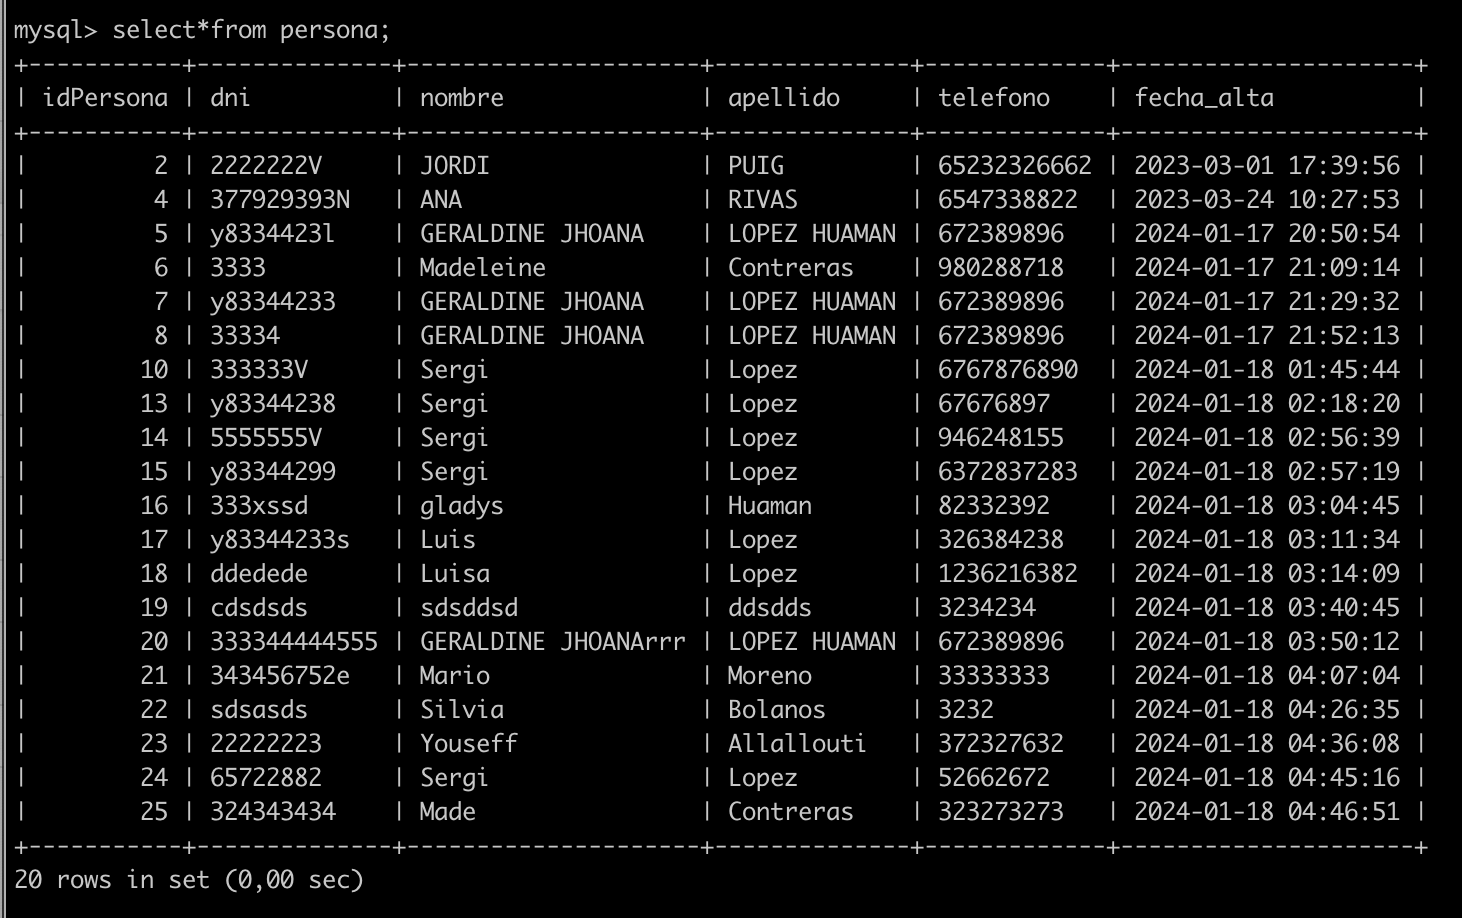 mysql> select*from persona;
+-----------+--------------+---------------------+--------------+-------------+---------------------+
| idPersona | dni          | nombre              | apellido     | telefono    | fecha_alta          |
+-----------+--------------+---------------------+--------------+-------------+---------------------+
|         2 | 2222222V     | JORDI               | PUIG         | 65232326662 | 2023-03-01 17:39:56 |
|         4 | 377929393N   | ANA                 | RIVAS        | 6547338822  | 2023-03-24 10:27:53 |
|         5 | y8334423l    | GERALDINE JHOANA    | LOPEZ HUAMAN | 672389896   | 2024-01-17 20:50:54 |
|         6 | 3333         | Madeleine           | Contreras    | 980288718   | 2024-01-17 21:09:14 |
|         7 | y83344233    | GERALDINE JHOANA    | LOPEZ HUAMAN | 672389896   | 2024-01-17 21:29:32 |
|         8 | 33334        | GERALDINE JHOANA    | LOPEZ HUAMAN | 672389896   | 2024-01-17 21:52:13 |
|        10 | 333333V      | Sergi               | Lopez        | 6767876890  | 2024-01-18 01:45:44 |
|        13 | y83344238    | Sergi               | Lopez        | 67676897    | 2024-01-18 02:18:20 |
|        14 | 5555555V     | Sergi               | Lopez        | 946248155   | 2024-01-18 02:56:39 |
|        15 | y83344299    | Sergi               | Lopez        | 6372837283  | 2024-01-18 02:57:19 |
|        16 | 333xssd      | gladys              | Huaman       | 82332392    | 2024-01-18 03:04:45 |
|        17 | y83344233s   | Luis                | Lopez        | 326384238   | 2024-01-18 03:11:34 |
|        18 | ddedede      | Luisa               | Lopez        | 1236216382  | 2024-01-18 03:14:09 |
|        19 | cdsdsds      | sdsddsd             | ddsdds       | 3234234     | 2024-01-18 03:40:45 |
|        20 | 333344444555 | GERALDINE JHOANArrr | LOPEZ HUAMAN | 672389896   | 2024-01-18 03:50:12 |
|        21 | 343456752e   | Mario               | Moreno       | 33333333    | 2024-01-18 04:07:04 |
|        22 | sdsasds      | Silvia              | Bolanos      | 3232        | 2024-01-18 04:26:35 |
|        23 | 22222223     | Youseff             | Allallouti   | 372327632   | 2024-01-18 04:36:08 |
|        24 | 65722882     | Sergi               | Lopez        | 52662672    | 2024-01-18 04:45:16 |
|        25 | 324343434    | Made                | Contreras    | 323273273   | 2024-01-18 04:46:51 |
+-----------+--------------+---------------------+--------------+-------------+---------------------+
20 rows in set (0,00 sec)